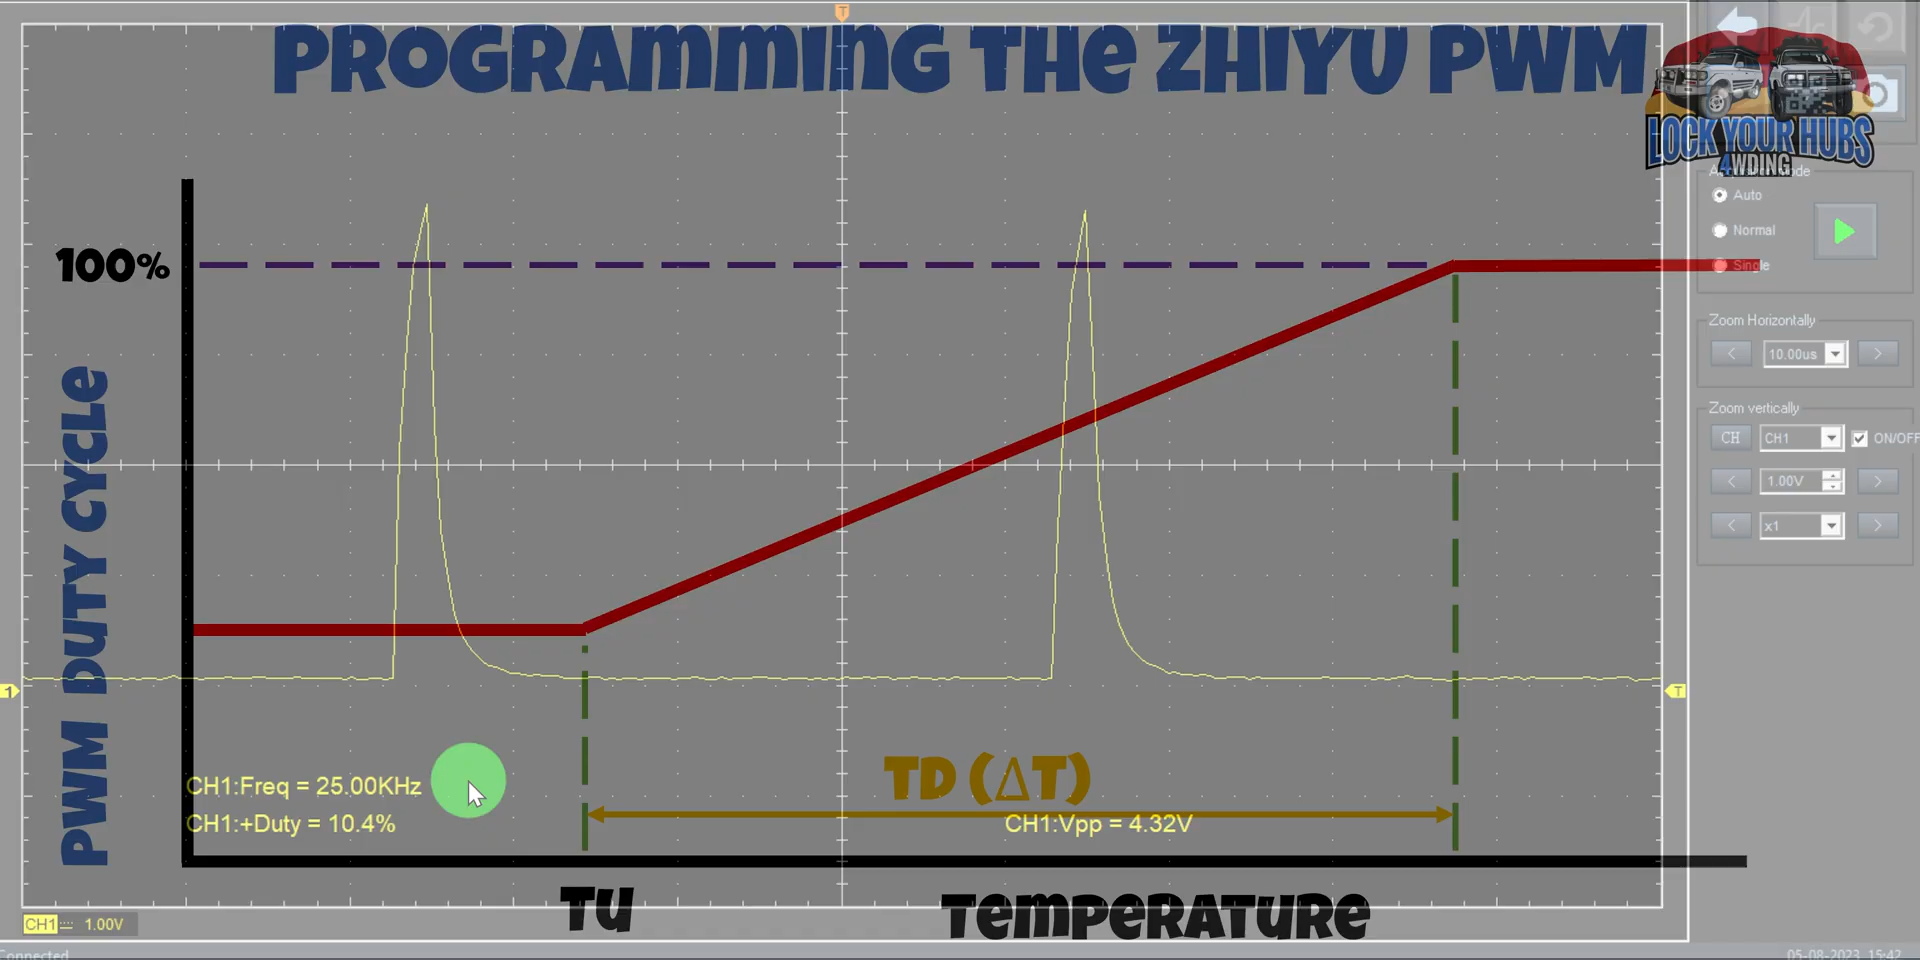 T
PROGRAMMING THE ZHIYU PWM
LOCK YOUR HUBS
4WDING
Auto
Normal
Single
100%
Zoom Horizontally
< 10.00us >
Zoom vertically
CH CH1 ON/OFF
< 1.00V >
< x1 >
PWM DUTY CYCLE
1
T
TD (ΔT)
CH1:Freq = 25.00KHz
CH1:+Duty = 10.4%
CH1:Vpp = 4.32V
TU
TEMPERATURE
CH1 1.00V
Connected
05-08-2023 15:42